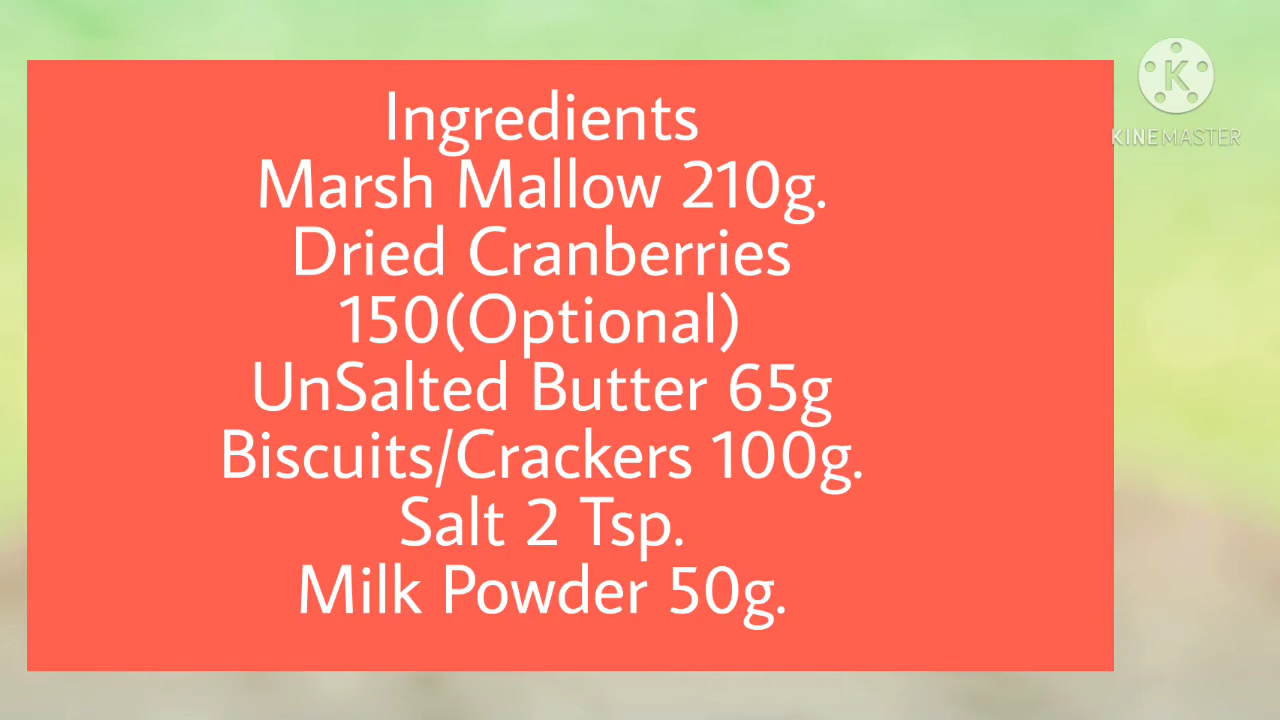 Ingredients
Marsh Mallow 210g.
Dried Cranberries
150(Optional)
UnSalted Butter 65g
Biscuits/Crackers 100g.
Salt 2 Tsp.
Milk Powder 50g.
K
KINEMASTER